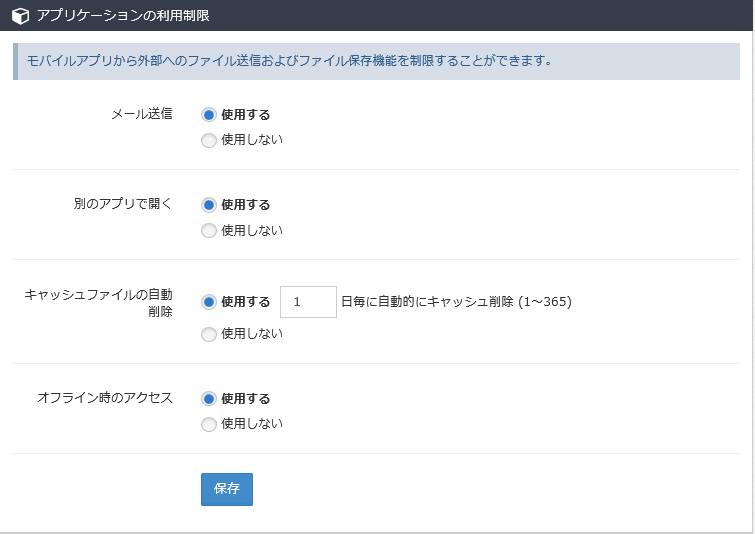 アプリケーションの利用制限
モバイルアプリから外部へのファイル送信およびファイル保存機能を制限することができます。
メール送信
使用する
使用しない
別のアプリで開く
使用する
使用しない
キャッシュファイルの自動
削除
使用する 1 日毎に自動的にキャッシュ削除 (1～365)
使用しない
オフライン時のアクセス
使用する
使用しない
保存